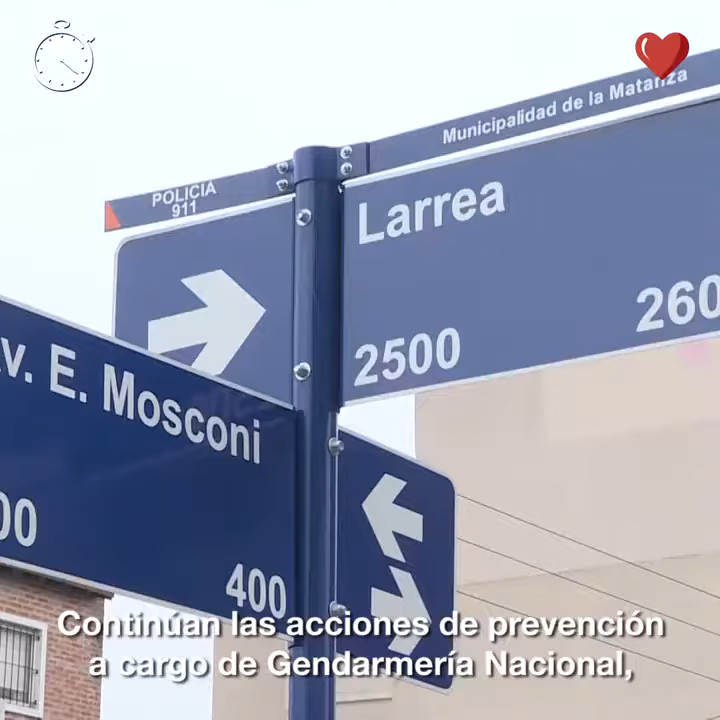 Municipalidad de la Matanza
POLICIA
911
Larrea
2500
260
v. E. Mosconi
00
400
Continúan las acciones de prevención
a cargo de Gendarmería Nacional,